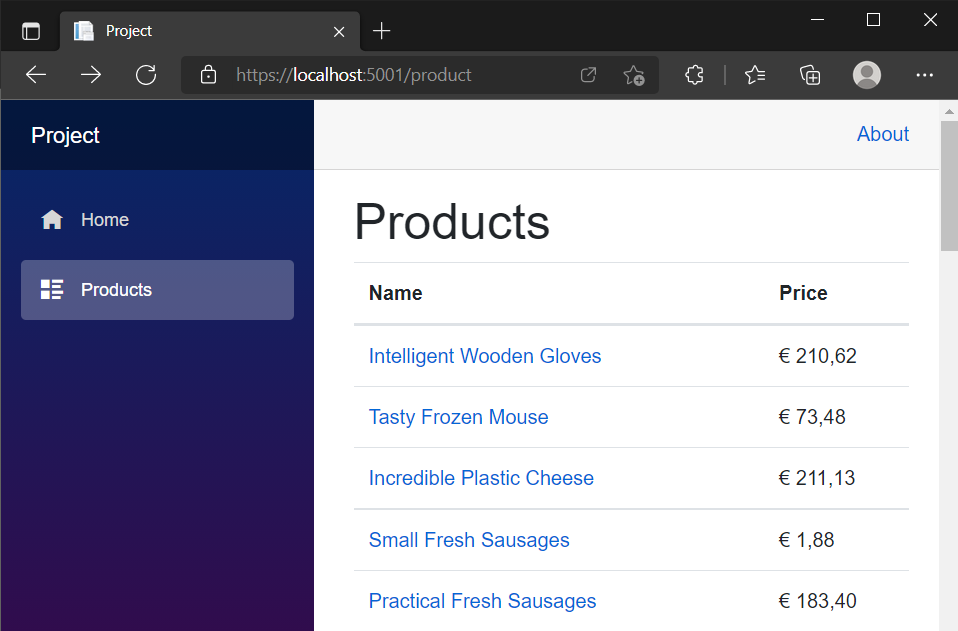 Project
https://localhost:5001/product
Project
About
Home
Products
Products
Name Price
Intelligent Wooden Gloves € 210,62
Tasty Frozen Mouse € 73,48
Incredible Plastic Cheese € 211,13
Small Fresh Sausages € 1,88
Practical Fresh Sausages € 183,40